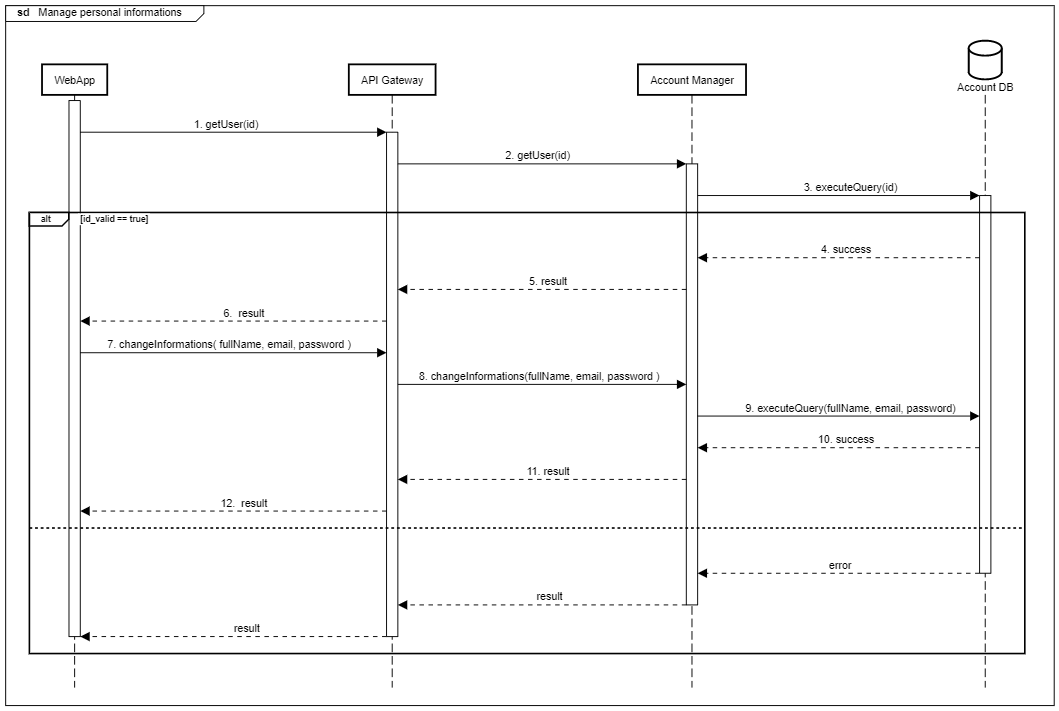 sd Manage personal informations
WebApp
API Gateway
Account Manager
Account DB
1. getUser(id)
2. getUser(id)
3. executeQuery(id)
alt [id_valid == true]
4. success
5. result
6. result
7. changeInformations( fullName, email, password )
8. changeInformations(fullName, email, password )
9. executeQuery(fullName, email, password)
10. success
11. result
12. result
error
result
result